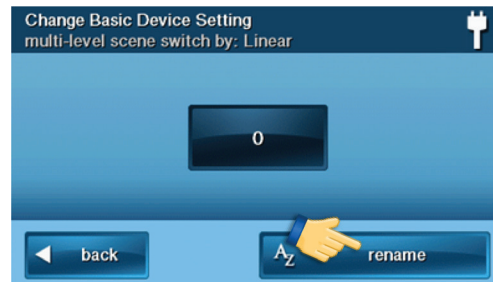 Change Basic Device Setting
multi-level scene switch by: Linear
0
back
AZ rename